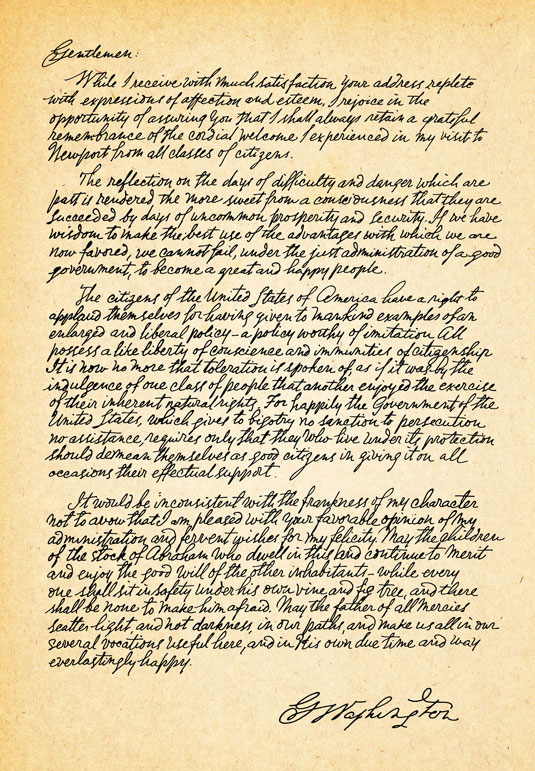 Gentlemen:
While I receive with much satisfaction your address replete
with expressions of affection and esteem, I rejoice in the
opportunity of assuring you that I shall always retain a grateful
remembrance of the cordial welcome I experienced in my visit to
Newport from all classes of citizens.
The reflection on the days of difficulty and danger which are
past is rendered the more sweet from a consciousness that they are
succeeded by days of uncommon prosperity and security. If we have
wisdom to make the best use of the advantages with which we are
now favored, we cannot fail, under the just administration of a good
government, to become a great and happy people.
The citizens of the United States of America have a right to
applaud themselves for having given to mankind examples of an
enlarged and liberal policy - a policy worthy of imitation. All
possess a like liberty of conscience and immunities of citizenship
It is now no more that toleration is spoken of as if it was by the
indulgence of one class of people that another enjoyed the exercise
of their inherent natural rights. For happily the Government of the
United States, which gives to bigotry no sanction to persecution
no assistance, requires only that they who live under its protection
should demean themselves as good citizens in giving it on all
occasions their effectual support.
It would be inconsistent with the frankness of my character
not to avow that I am pleased with your favorable opinion of my
administration and fervent wishes for my felicity. May the children
of the stock of Abraham who dwell in this land continue to merit
and enjoy the good will of the other inhabitants - while every
one shall sit in safety under his own vine and fig tree, and there
shall be none to make him afraid. May the father of all mercies
scatter light and not darkness, in our paths, and make us all in our
several vocations useful here, and in His own due time and way
everlastingly happy.
G Washington